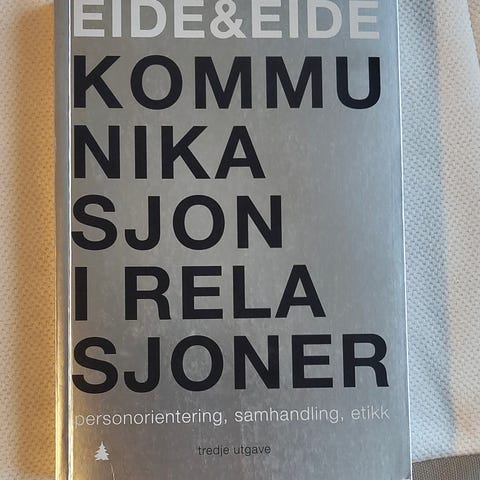 EIDE&EIDE
KOMMU
NIKA
SJON
I RELA
SJONER
personorientering, samhandling, etikk
tredje utgave